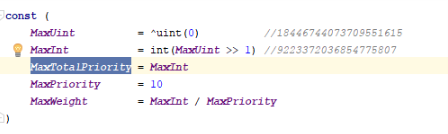 const (
MaxUint = ^uint(0) //18446744073709551615
MaxInt = int(MaxUint >> 1) //9223372036854775807
MaxTotalPriority = MaxInt
MaxPriority = 10
MaxWeight = MaxInt / MaxPriority
)